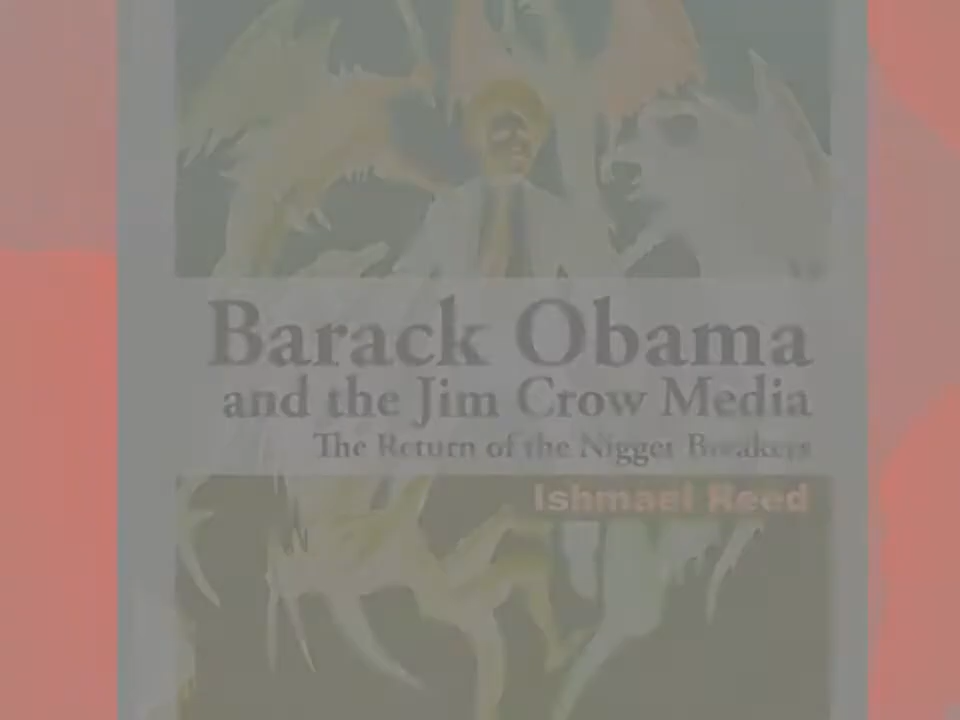 Barack Obama
and the Jim Crow Media
The Return of the Nigger Breakers
Ishmael Reed